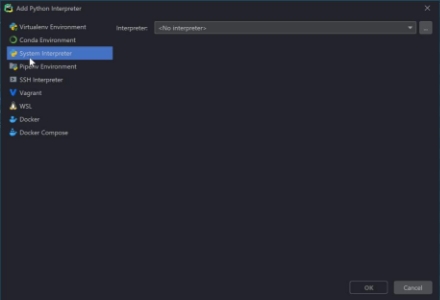 Add Python Interpreter
Virtualenv Environment
Conda Environment
System Interpreter
Pipenv Environment
SSH Interpreter
Vagrant
WSL
Docker
Docker Compose
Interpreter: <No interpreter>
...
OK
Cancel